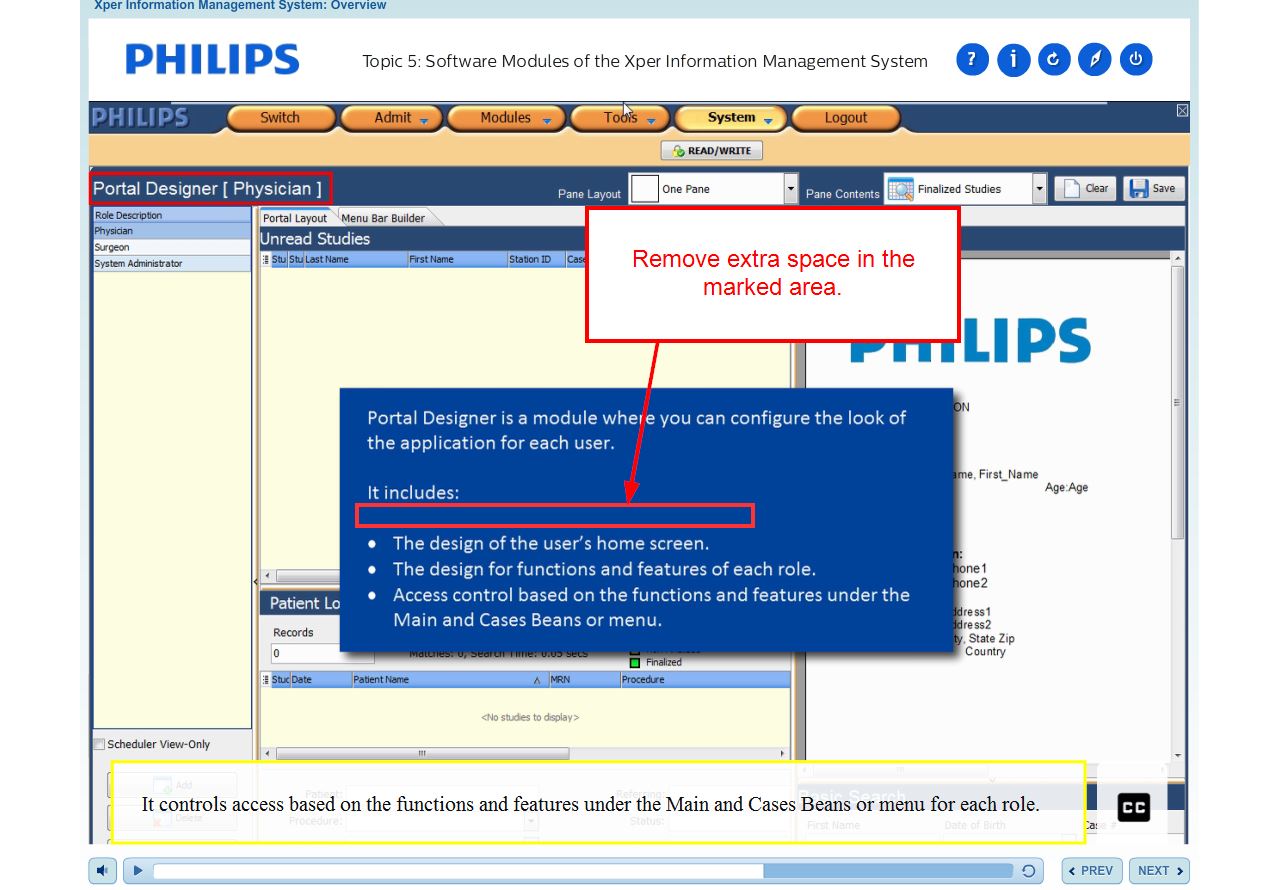 Xper Information Management System: Overview
PHILIPS
Topic 5: Software Modules of the Xper Information Management System
PHILIPS
Switch
Admit
Modules
Tools
System
Logout
READ/WRITE
Portal Designer [ Physician ]
Pane Layout
One Pane
Pane Contents
Finalized Studies
Clear
Save
Role Description
Physician
Surgeon
System Administrator
Portal Layout
Menu Bar Builder
Unread Studies
Stu Stu Last Name First Name Station ID Case
Remove extra space in the
marked area.
PHILIPS
Portal Designer is a module where you can configure the look of
the application for each user.
It includes:
• The design of the user's home screen.
• The design for functions and features of each role.
• Access control based on the functions and features under the
Main and Cases Beans or menu.
ON
ame, First_Name
Age:Age
n:
hone1
hone2
ddress1
ddress2
ty, State Zip
Country
Patient Lo
Records
0
Matches: 0, Search Time: 0.05 secs
Finalized
Stuc Date Patient Name MRN Procedure
<No studies to display>
Scheduler View-Only
Add
Delete
Patient:
Procedure:
Status:
It controls access based on the functions and features under the Main and Cases Beans or menu for each role.
Basic Search
First Name
Date of Birth
Case #
CC
PREV
NEXT